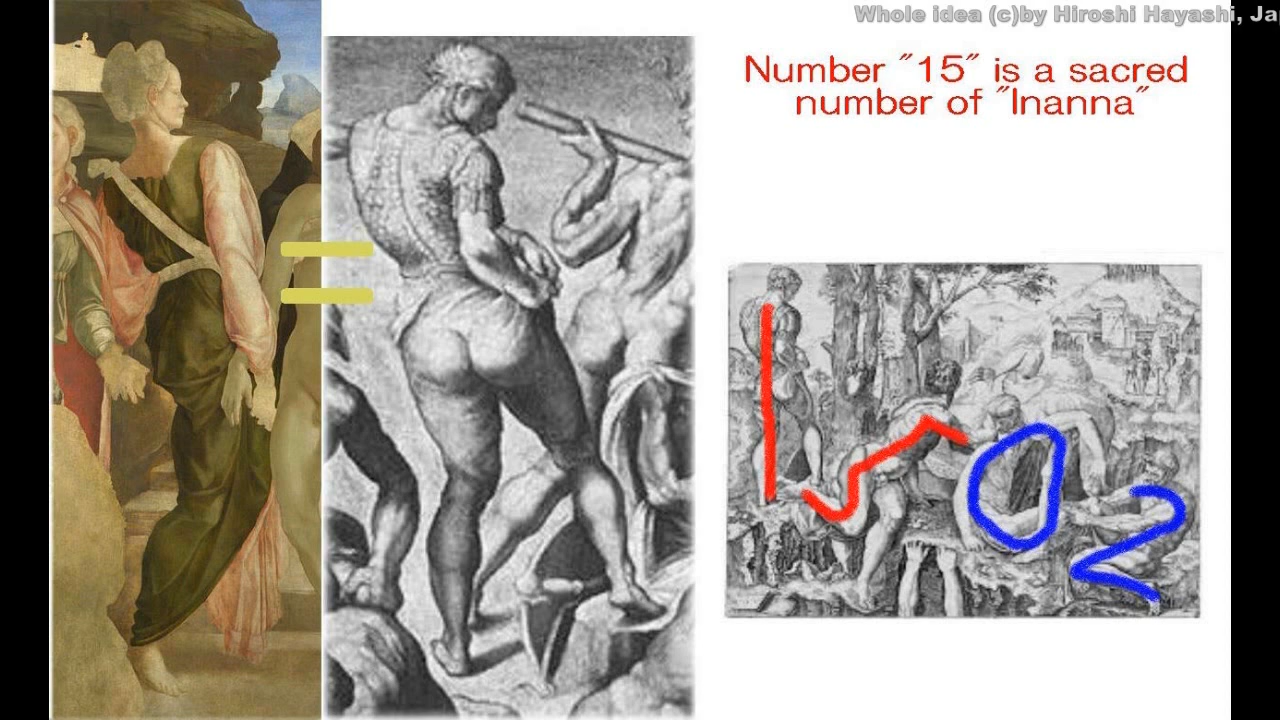 Whole idea (c)by Hiroshi Hayashi, Ja
Number "15" is a sacred
number of "Inanna"